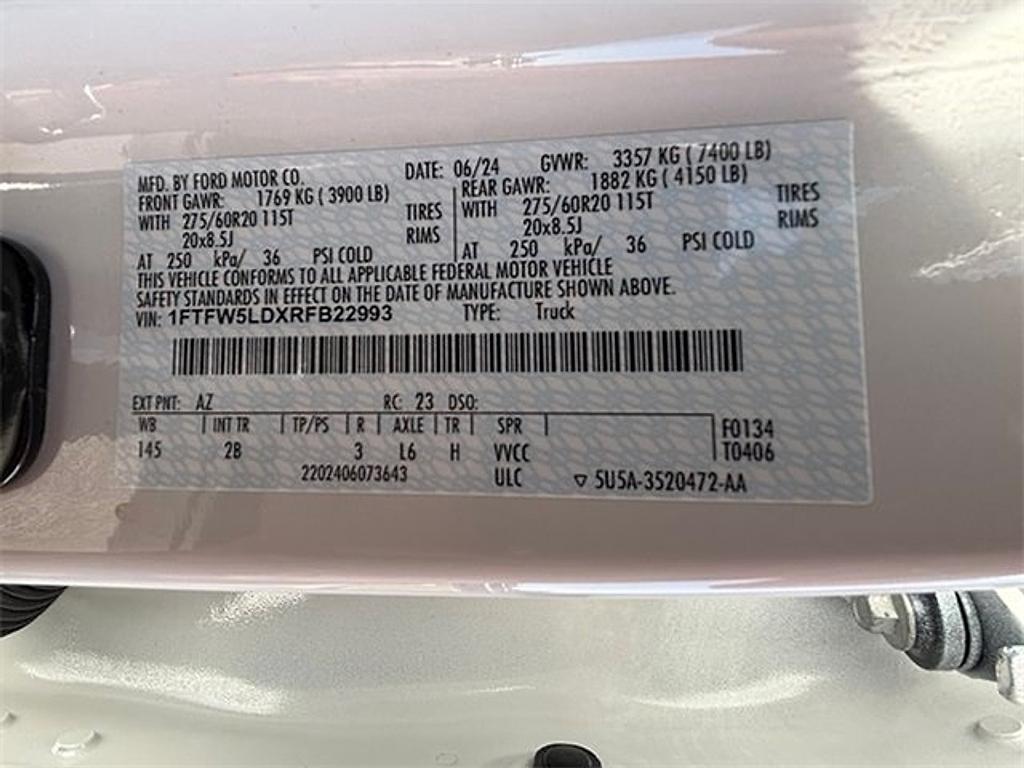 MFD. BY FORD MOTOR CO. DATE: 06/24 GVWR: 3357 KG ( 7400 LB)
FRONT GAWR: 1769 KG ( 3900 LB) REAR GAWR: 1882 KG ( 4150 LB)
WITH 275/60R20 115T TIRES WITH 275/60R20 115T TIRES
20x8.5J RIMS 20x8.5J RIMS
AT 250 kPa/ 36 PSI COLD AT 250 kPa/ 36 PSI COLD
THIS VEHICLE CONFORMS TO ALL APPLICABLE FEDERAL MOTOR VEHICLE
SAFETY STANDARDS IN EFFECT ON THE DATE OF MANUFACTURE SHOWN ABOVE.
VIN: 1FTFW5LDXRFB22993 TYPE: Truck
EXT PNT: AZ RC: 23 DSO:
WB INT TR TP/PS R AXLE TR SPR F0134
145 2B 3 L6 H VVCC T0406
2202406073643 ULC 5U5A-3520472-AA